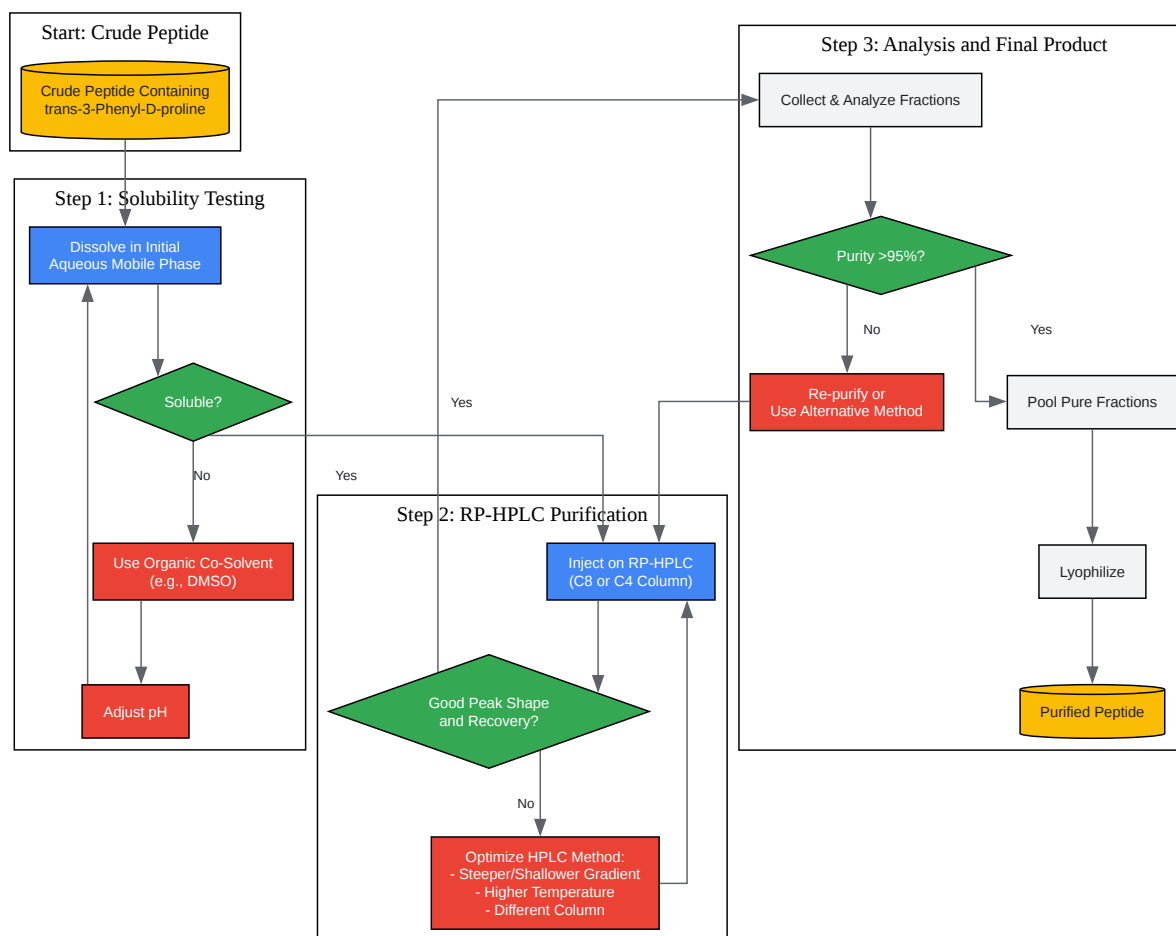 Start: Crude Peptide
Crude Peptide Containing
trans-3-Phenyl-D-proline
Step 1: Solubility Testing
Dissolve in Initial
Aqueous Mobile Phase
Soluble?
No
Yes
Use Organic Co-Solvent
(e.g., DMSO)
Adjust pH
Step 2: RP-HPLC Purification
Inject on RP-HPLC
(C8 or C4 Column)
Good Peak Shape
and Recovery?
Yes
No
Optimize HPLC Method:
- Steeper/Shallower Gradient
- Higher Temperature
- Different Column
Step 3: Analysis and Final Product
Collect & Analyze Fractions
Purity >95%?
No
Yes
Re-purify or
Use Alternative Method
Pool Pure Fractions
Lyophilize
Purified Peptide